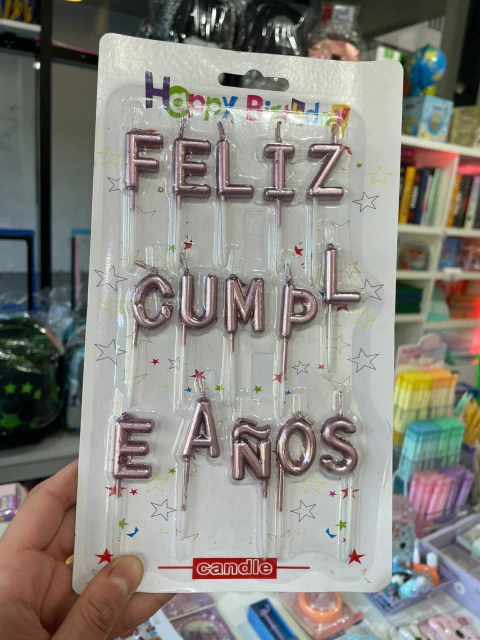 Happy Birthday
FELIZ
CUMPL
E AÑOS
candle